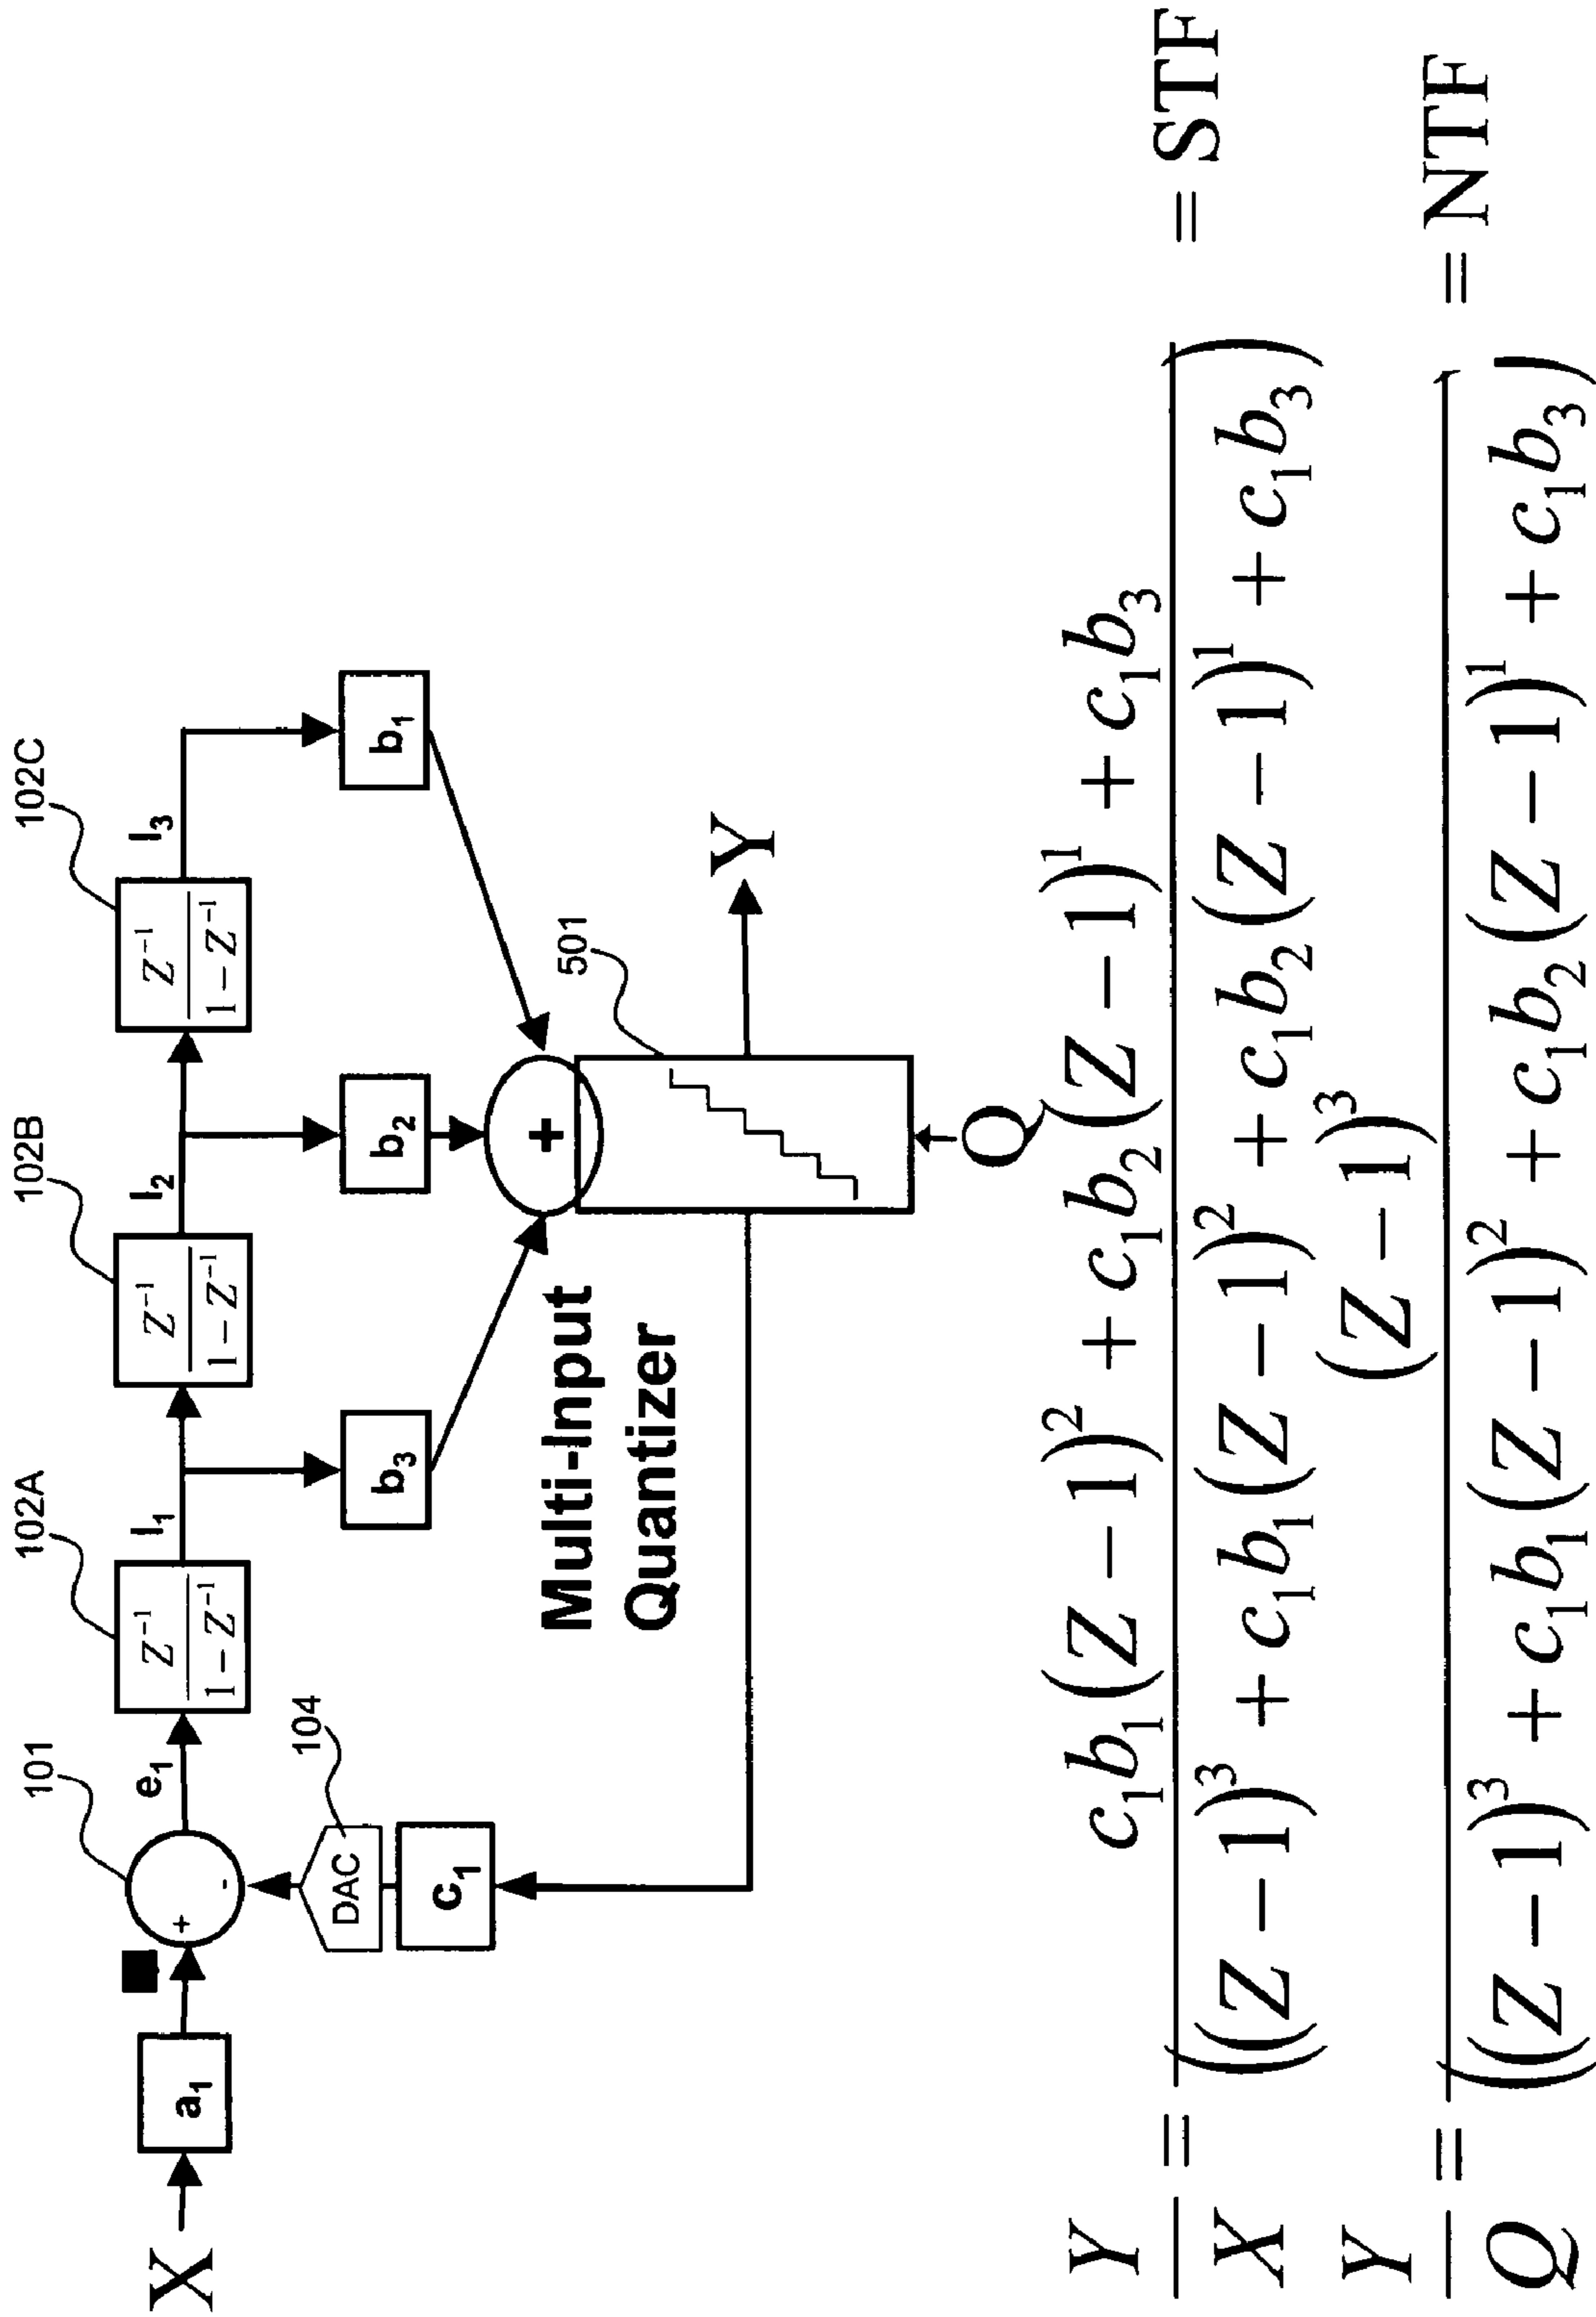 102A
102B
102C
101
X
a₁
+
-
e₁
Z⁻¹
1 − Z⁻¹
I₁
Z⁻¹
1 − Z⁻¹
I₂
Z⁻¹
1 − Z⁻¹
I₃
104
DAC
c₁
b₃
b₂
b₁
+
Multi-Input
Quantizer
501
Y
Q
Y/X = c₁b₁(Z − 1)² + c₁b₂(Z − 1)¹ + c₁b₃ / ((Z − 1)³ + c₁b₁(Z − 1)² + c₁b₂(Z − 1)¹ + c₁b₃) = STF
Y/Q = (Z − 1)³ / ((Z − 1)³ + c₁b₁(Z − 1)² + c₁b₂(Z − 1)¹ + c₁b₃) = NTF